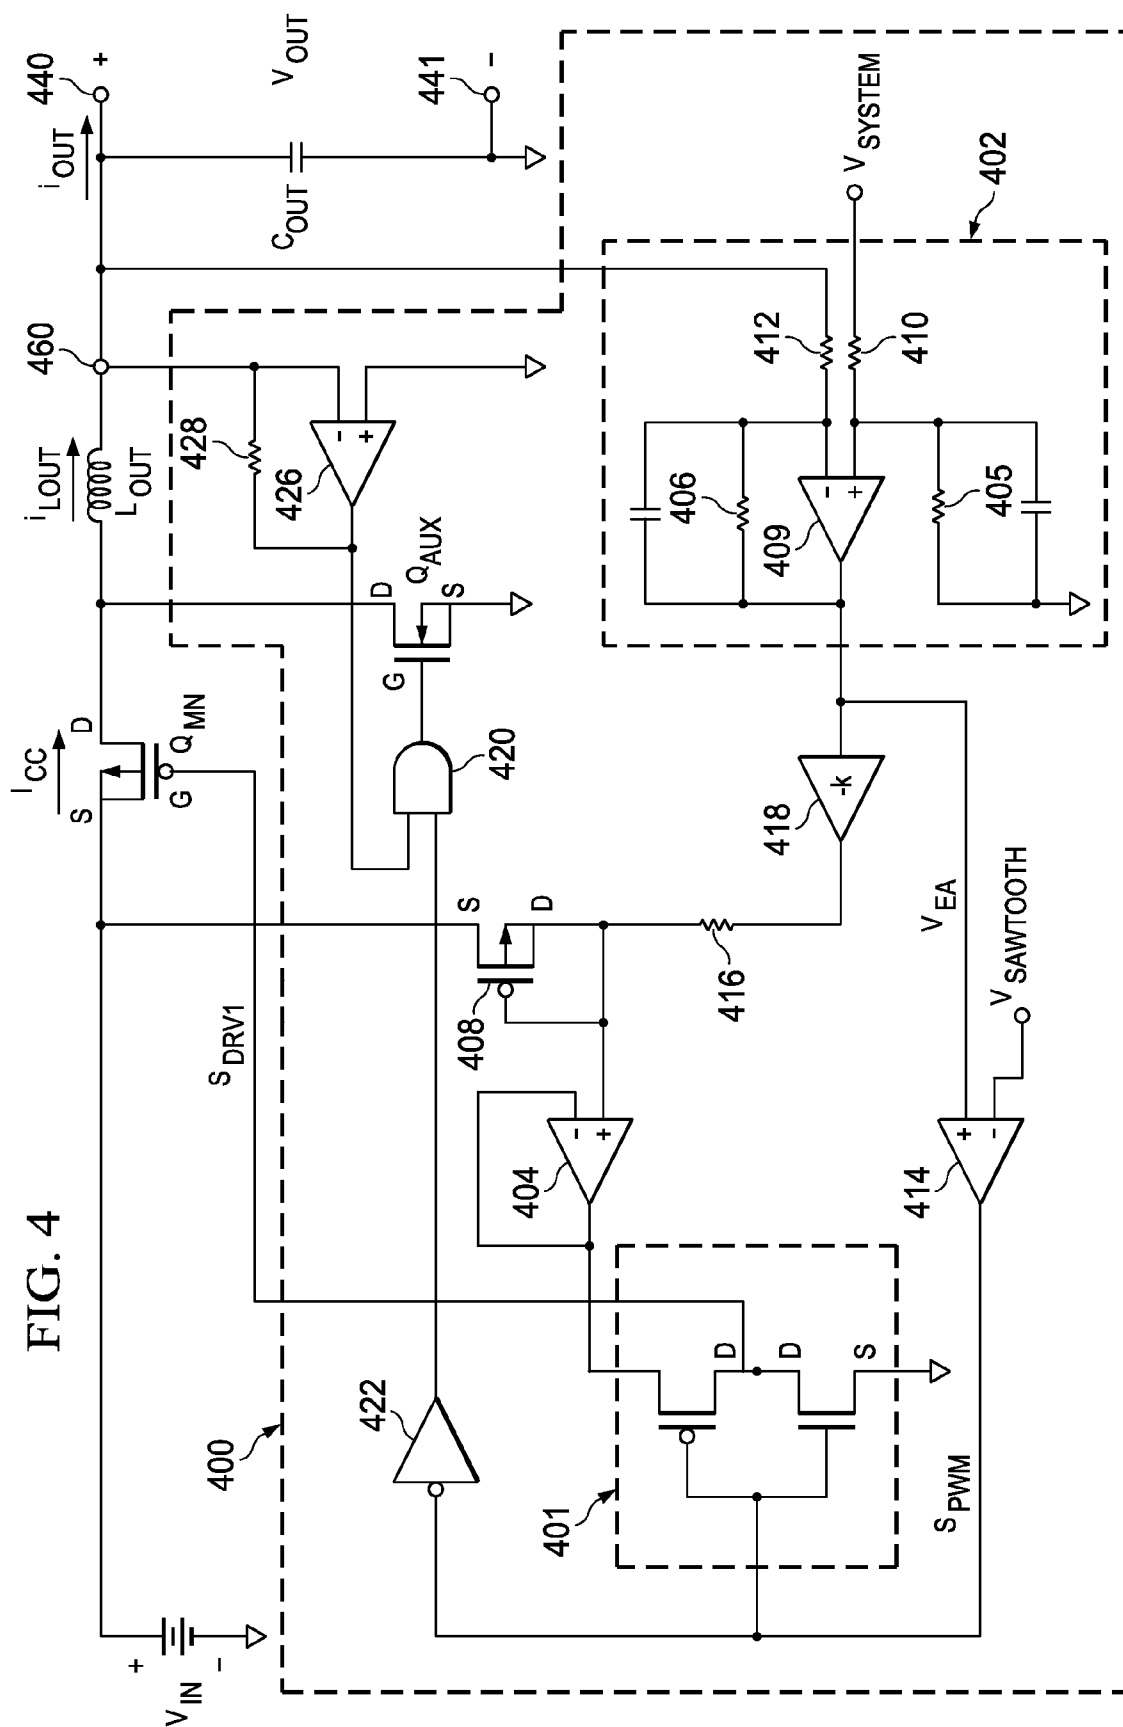 FIG. 4
V_IN
+
-
I_CC
S
D
G
Q_MN
i_LOUT
L_OUT
460
i_OUT
440
+
C_OUT
V_OUT
441
-
400
S_DRV1
422
420
D
G
S
Q_AUX
428
426
-
+
408
S
D
404
-
+
416
418
-k
402
412
410
V_SYSTEM
406
409
-
+
405
401
D
D
S
S_PWM
414
+
-
V_EA
V_SAWTOOTH